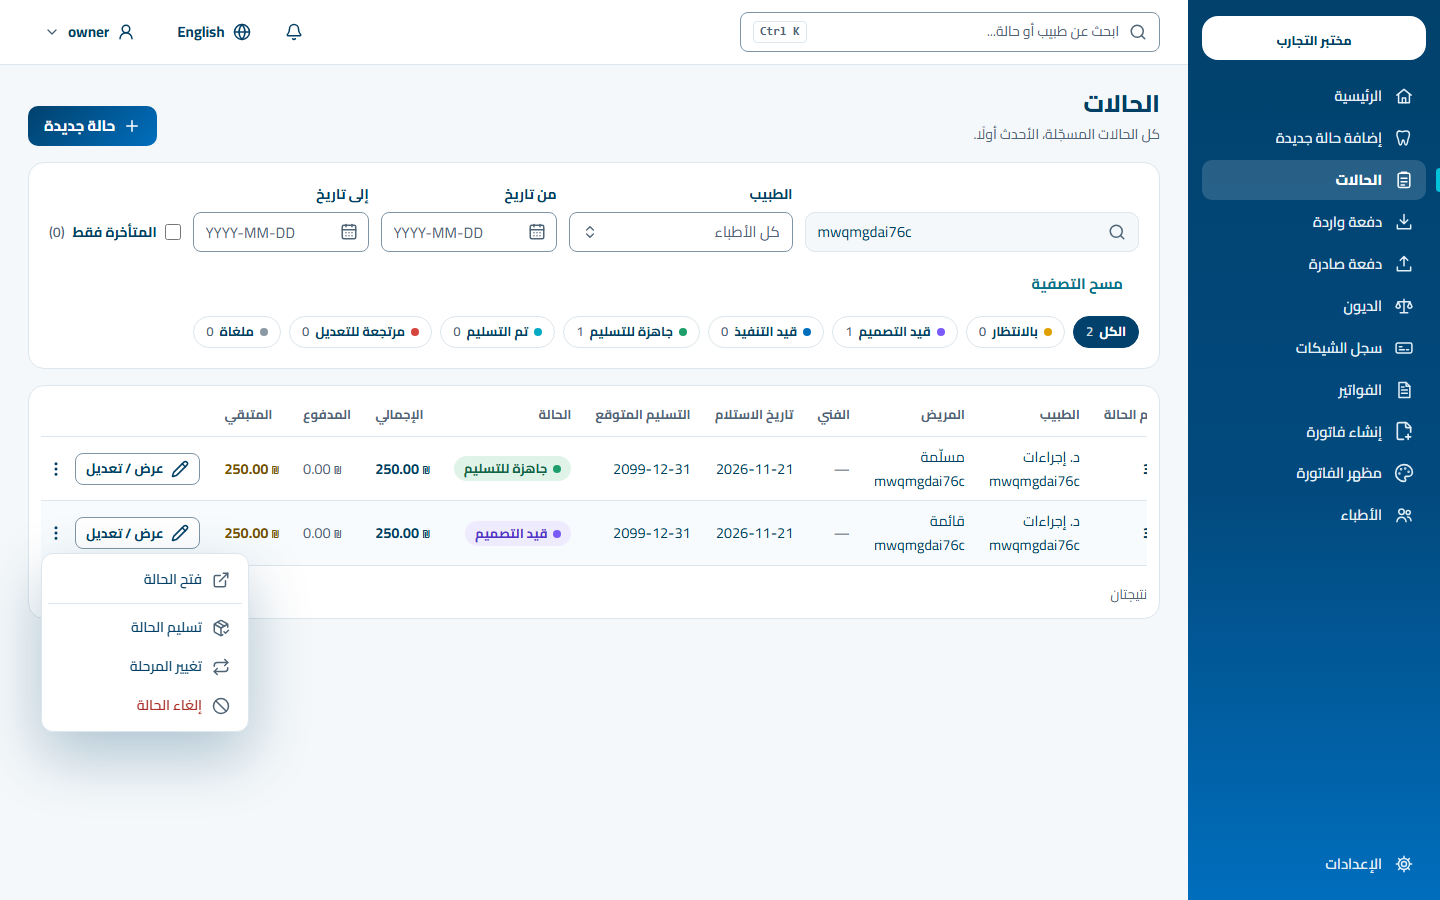 مختبر التجارب
الرئيسية
إضافة حالة جديدة
الحالات
دفعة واردة
دفعة صادرة
الديون
سجل الشيكات
الفواتير
إنشاء فاتورة
مظهر الفاتورة
الأطباء
الإعدادات
ابحث عن طبيب أو حالة...
Ctrl K
English
owner
الحالات
كل الحالات المسجّلة، الأحدث أولًا.
حالة جديدة
الطبيب
من تاريخ
إلى تاريخ
mwqmgdai76c
كل الأطباء
YYYY-MM-DD
YYYY-MM-DD
المتأخرة فقط (0)
مسح التصفية
الكل 2
بالانتظار 0
قيد التصميم 1
قيد التنفيذ 0
جاهزة للتسليم 1
تم التسليم 0
مرتجعة للتعديل 0
ملغاة 0
م الحالة الطبيب المريض الفني تاريخ الاستلام التسليم المتوقع الحالة الإجمالي المدفوع المتبقي
د. إجراءات mwqmgdai76c مسلّمة mwqmgdai76c — 2026-11-21 2099-12-31 جاهزة للتسليم ₪ 250.00 ₪ 0.00 ₪ 250.00 عرض / تعديل
د. إجراءات mwqmgdai76c قائمة mwqmgdai76c — 2026-11-21 2099-12-31 قيد التصميم ₪ 250.00 ₪ 0.00 ₪ 250.00 عرض / تعديل
نتيجتان
فتح الحالة
تسليم الحالة
تغيير المرحلة
إلغاء الحالة